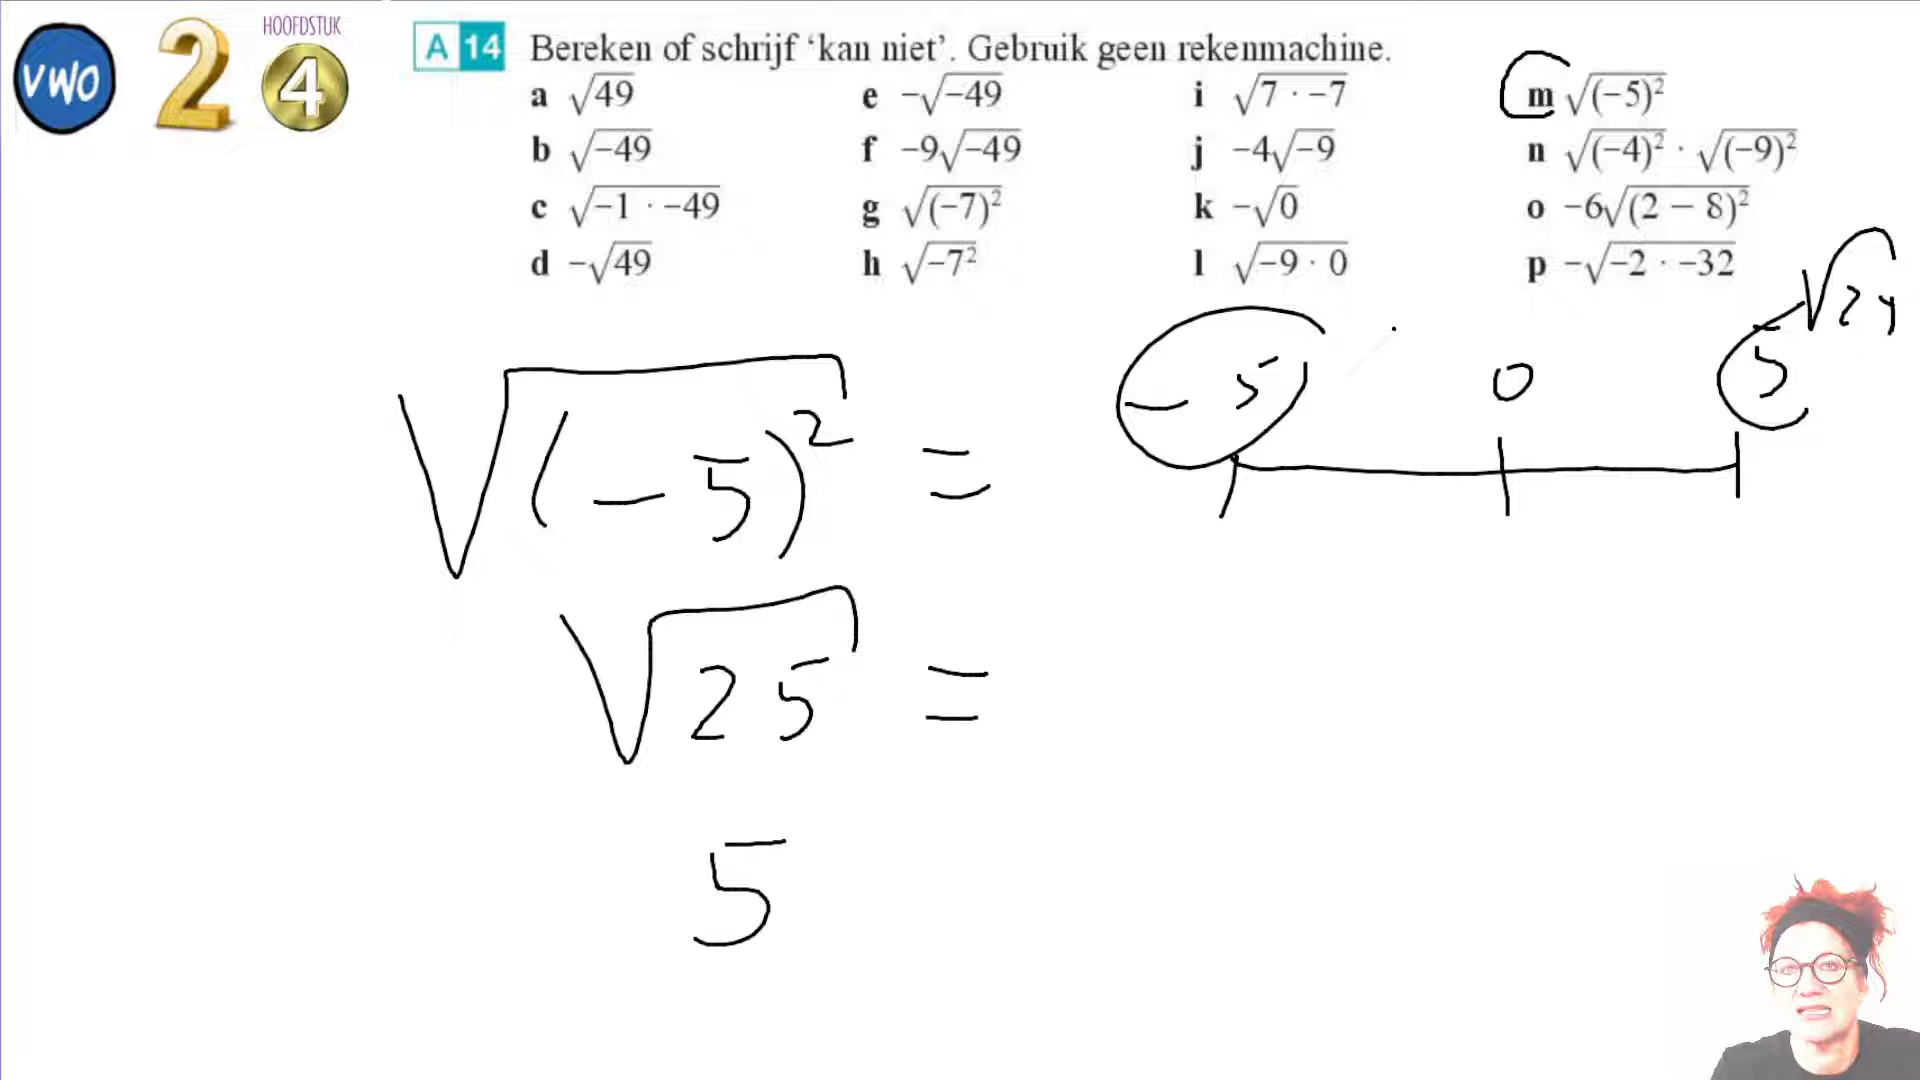 VWO 2 HOOFDSTUK 4
A 14 Bereken of schrijf ‘kan niet’. Gebruik geen rekenmachine.
a √49
b √−49
c √−1 · −49
d −√49
e −√−49
f −9√−49
g √(−7)²
h √−7²
i √7 · −7
j −4√−9
k −√0
l √−9 · 0
m √(−5)²
n √(−4)² · √(−9)²
o −6√(2 − 8)²
p −√−2 · −32
√(−5)² =
√25 =
5
−5 0 5